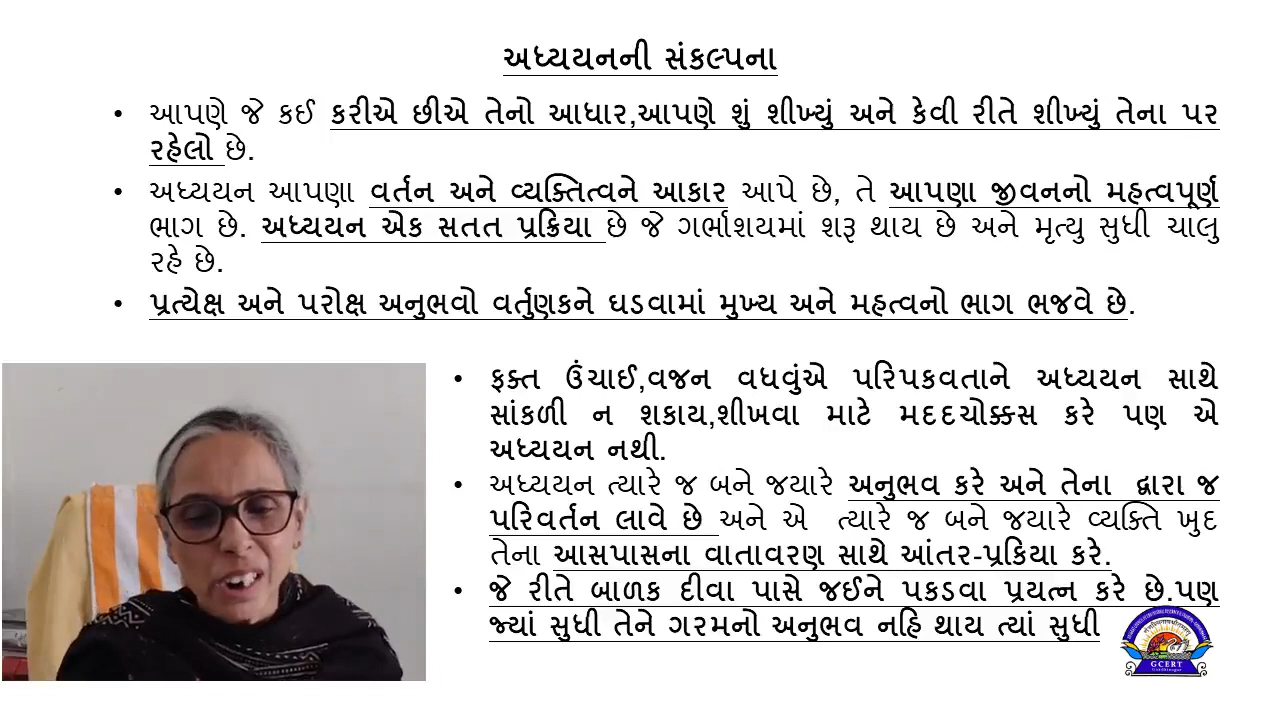 અધ્યયનની સંકલ્પના
• આપણે જે કઈ કરીએ છીએ તેનો આધાર,આપણે શું શીખ્યું અને કેવી રીતે શીખ્યું તેના પર
રહેલો છે.
• અધ્યયન આપણા વર્તન અને વ્યક્તિત્વને આકાર આપે છે, તે આપણા જીવનનો મહત્વપૂર્ણ
ભાગ છે. અધ્યયન એક સતત પ્રક્રિયા છે જે ગર્ભાશયમાં શરૂ થાય છે અને મૃત્યુ સુધી ચાલુ
રહે છે.
• પ્રત્યેક્ષ અને પરોક્ષ અનુભવો વર્તુણકને ઘડવામાં મુખ્ય અને મહત્વનો ભાગ ભજવે છે.
• ફક્ત ઉંચાઈ,વજન વધવુંએ પરિપકવતાને અધ્યયન સાથે
સાંકળી ન શકાય,શીખવા માટે મદદચોક્કસ કરે પણ એ
અધ્યયન નથી.
• અધ્યયન ત્યારે જ બને જયારે અનુભવ કરે અને તેના દ્વારા જ
પરિવર્તન લાવે છે અને એ ત્યારે જ બને જયારે વ્યક્તિ ખુદ
તેના આસપાસના વાતાવરણ સાથે આંતર-પ્રકિયા કરે.
• જે રીતે બાળક દીવા પાસે જઈને પકડવા પ્રયત્ન કરે છે.પણ
જ્યાં સુધી તેને ગરમનો અનુભવ નહિ થાય ત્યાં સુધી
GCERT